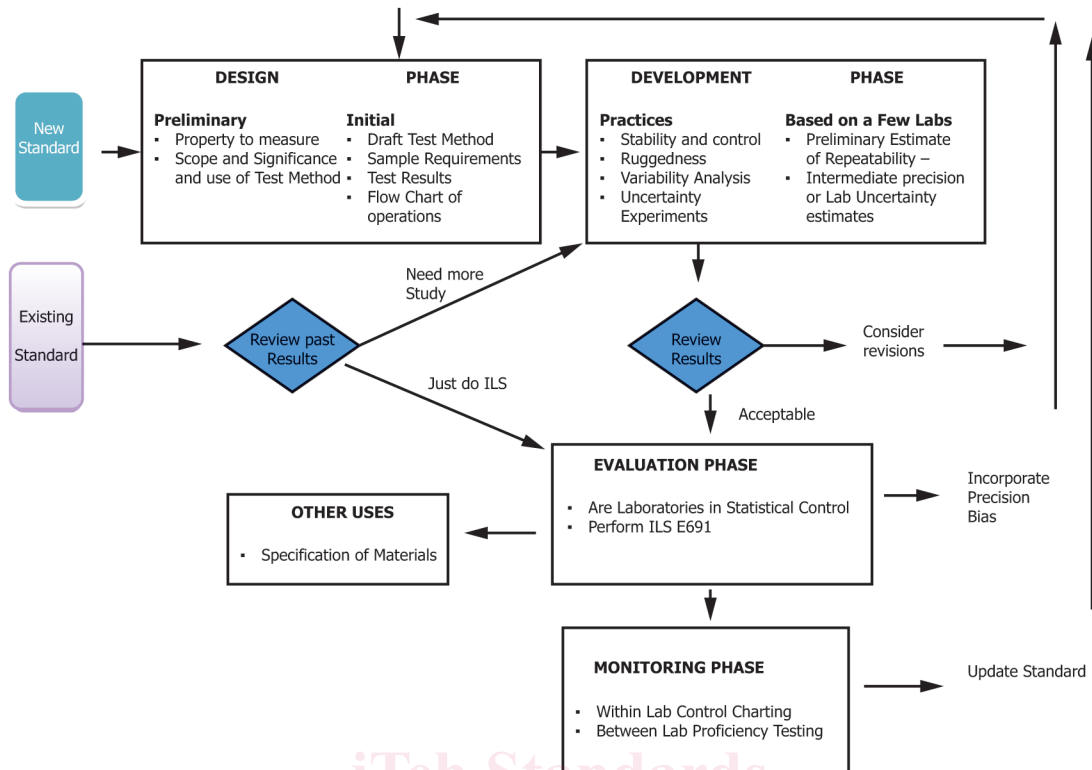 DESIGN PHASE
Preliminary
▪ Property to measure
▪ Scope and Significance
and use of Test Method
Initial
▪ Draft Test Method
▪ Sample Requirements
▪ Test Results
▪ Flow Chart of
operations
DEVELOPMENT PHASE
Practices
▪ Stability and control
▪ Ruggedness
▪ Variability Analysis
▪ Uncertainty
Experiments
Based on a Few Labs
▪ Preliminary Estimate
of Repeatability –
▪ Intermediate precision
or Lab Uncertainty
estimates
New
Standard
Existing
Standard
Review past
Results
Need more
Study
Just do ILS
Review
Results
Consider
revisions
Acceptable
EVALUATION PHASE
▪ Are Laboratories in Statistical Control
▪ Perform ILS E691
Incorporate
Precision
Bias
OTHER USES
▪ Specification of Materials
MONITORING PHASE
▪ Within Lab Control Charting
▪ Between Lab Proficiency Testing
Update Standard
iTeh Standards